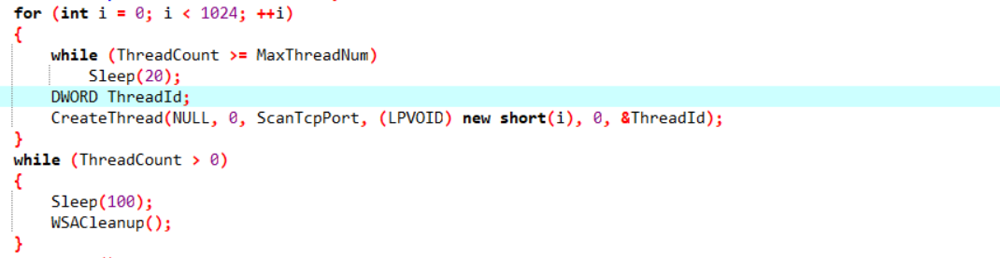 for (int i = 0; i < 1024; ++i)
{
    while (ThreadCount >= MaxThreadNum)
        Sleep(20);
    DWORD ThreadId;
    CreateThread(NULL, 0, ScanTcpPort, (LPVOID) new short(i), 0, &ThreadId);
}
while (ThreadCount > 0)
{
    Sleep(100);
    WSACleanup();
}